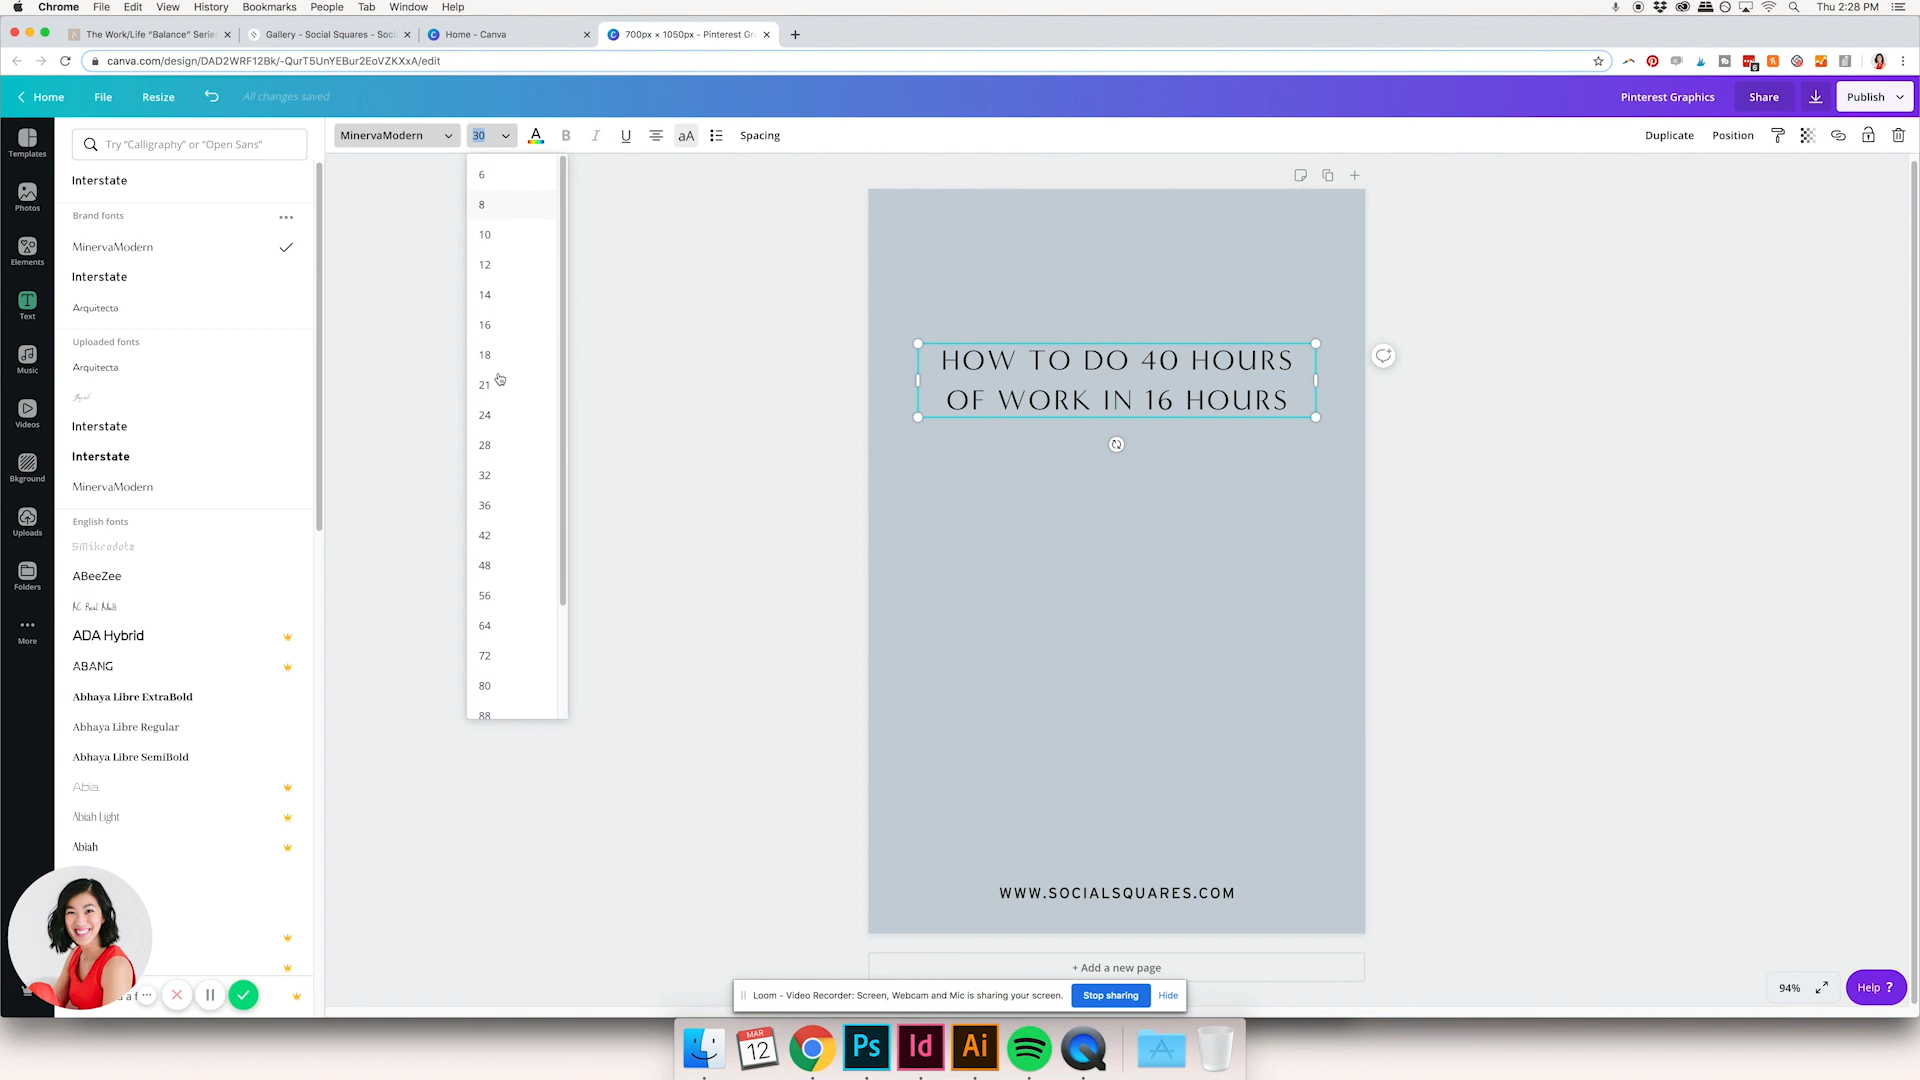 Chrome File Edit View History Bookmarks People Tab Window Help
Thu 2:28 PM
The Work/Life “Balance” Serie
Gallery - Social Squares - Soci
Home - Canva
700px × 1050px - Pinterest Gr
canva.com/design/DAD2WRF12Bk/-QurT5UnYEBur2EoVZKXxA/edit
Home File Resize All changes saved
Pinterest Graphics Share Publish
MinervaModern 30 A B I U aA Spacing
Duplicate Position
Templates
Photos
Elements
Text
Music
Videos
Bkground
Uploads
Folders
More
Try “Calligraphy” or “Open Sans”
Interstate
Brand fonts
MinervaModern
Interstate
Arquitecta
Uploaded fonts
Arquitecta
Interstate
Interstate
MinervaModern
English fonts
5Mikrodotz
ABeeZee
AC Real Adult
ADA Hybrid
ABANG
Abhaya Libre ExtraBold
Abhaya Libre Regular
Abhaya Libre SemiBold
Abia
Abiah Light
Abiah
6
8
10
12
14
16
18
21
24
28
32
36
42
48
56
64
72
80
88
HOW TO DO 40 HOURS
OF WORK IN 16 HOURS
WWW.SOCIALSQUARES.COM
+ Add a new page
Loom - Video Recorder: Screen, Webcam and Mic is sharing your screen. Stop sharing Hide
94%
Help ?
MAR
12
Ps
Id
Ai